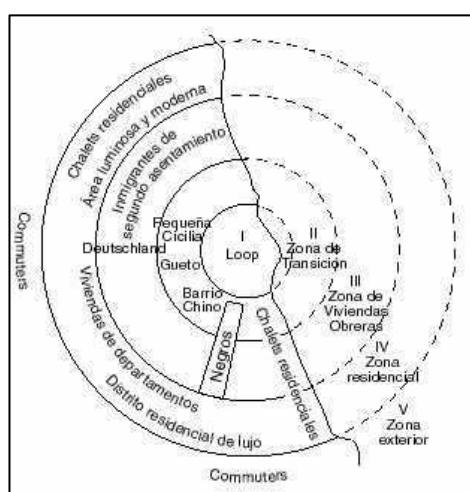 Chalets residenciales
Área luminosa y moderna
Inmigrantes de
segundo asentamiento
Commuters
Deutschland
Pequeña
Cicilia
Gueto
Barrio
Chino
I
Loop
II
Zona de
Transición
III
Zona de
Viviendas
Obreras
IV
Zona
residencial
V
Zona
exterior
Negros
Chalets residenciales
Viviendas de departamentos
Distrito residencial de lujo
Commuters